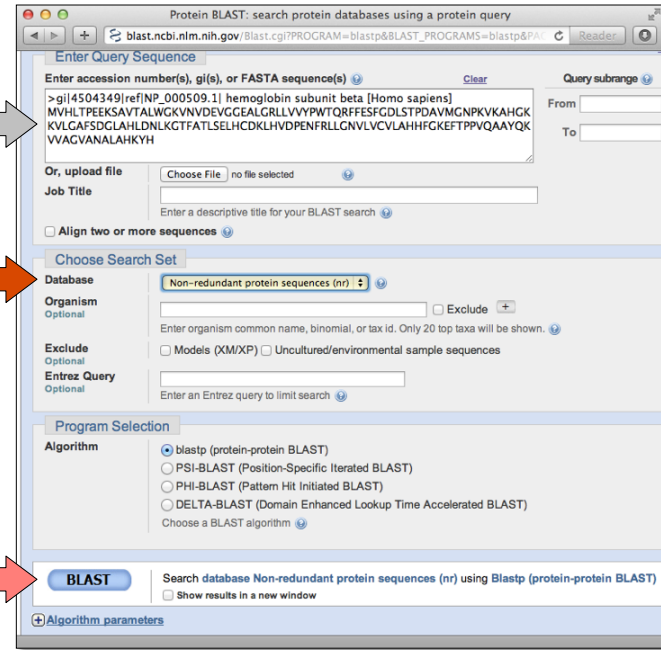 Protein BLAST: search protein databases using a protein query
blast.ncbi.nlm.nih.gov/Blast.cgi?PROGRAM=blastp&BLAST_PROGRAMS=blastp&PAG Reader 0
Enter Query Sequence
Enter accession number(s), gi(s), or FASTA sequence(s) Clear Query subrange
>gi|4504349|ref|NP_000509.1| hemoglobin subunit beta [Homo sapiens]
MVHLTPEEKSAVTALWGKVNVDEVGGEALGRLLVVYPWTQRFFESFGDLSTPDAVMGNPKVKAHGK
KVLGAFSDGLAHLDNLKGTFATLSELHCDKLHVDPENFRLLGNVLVCVLAHHFGKEFTPPVQAAYQK
VVAGVANALAHKYH
From
To
Or, upload file Choose File no file selected
Job Title
Enter a descriptive title for your BLAST search
Align two or more sequences
Choose Search Set
Database Non-redundant protein sequences (nr)
Organism Exclude +
Optional
Enter organism common name, binomial, or tax id. Only 20 top taxa will be shown.
Exclude Models (XM/XP) Uncultured/environmental sample sequences
Optional
Entrez Query
Optional
Enter an Entrez query to limit search
Program Selection
Algorithm blastp (protein-protein BLAST)
PSI-BLAST (Position-Specific Iterated BLAST)
PHI-BLAST (Pattern Hit Initiated BLAST)
DELTA-BLAST (Domain Enhanced Lookup Time Accelerated BLAST)
Choose a BLAST algorithm
BLAST Search database Non-redundant protein sequences (nr) using Blastp (protein-protein BLAST)
Show results in a new window
Algorithm parameters